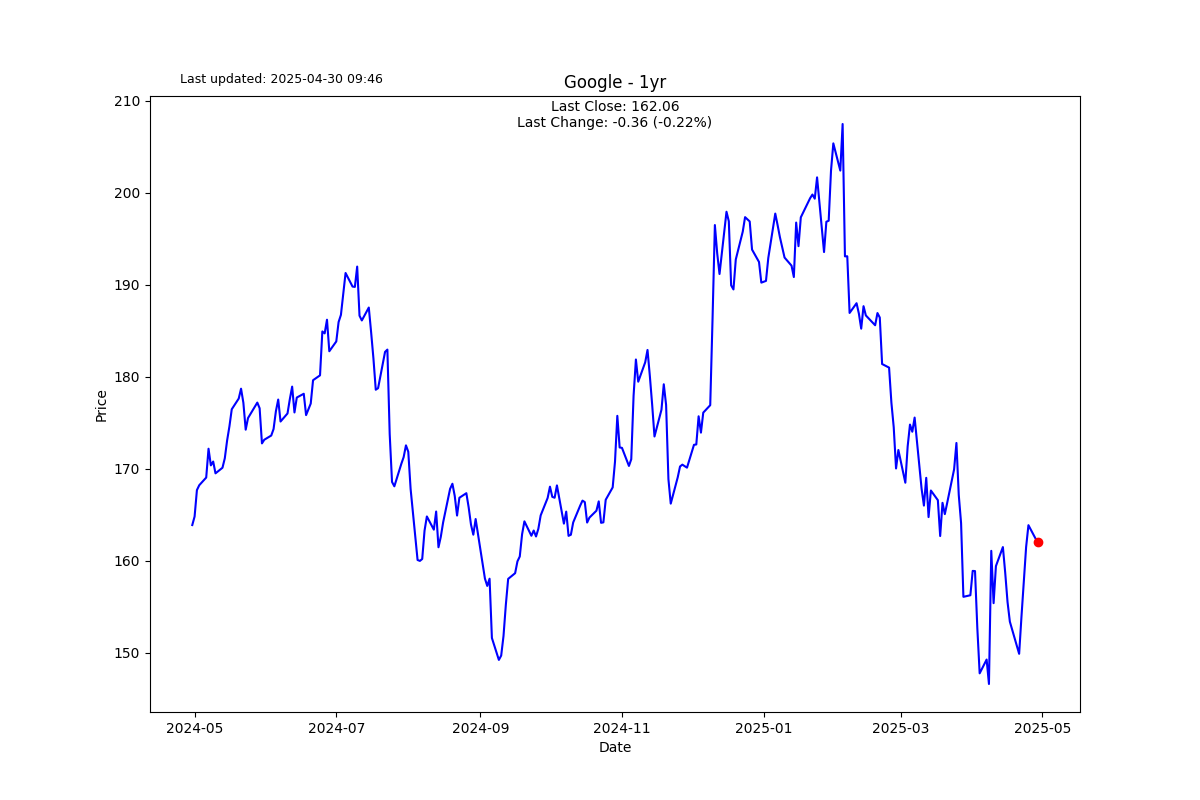 Last updated: 2025-04-30 09:46
Google - 1yr
Last Close: 162.06
Last Change: -0.36 (-0.22%)
210
200
190
180
170
160
150
Price
2024-05
2024-07
2024-09
2024-11
2025-01
2025-03
2025-05
Date